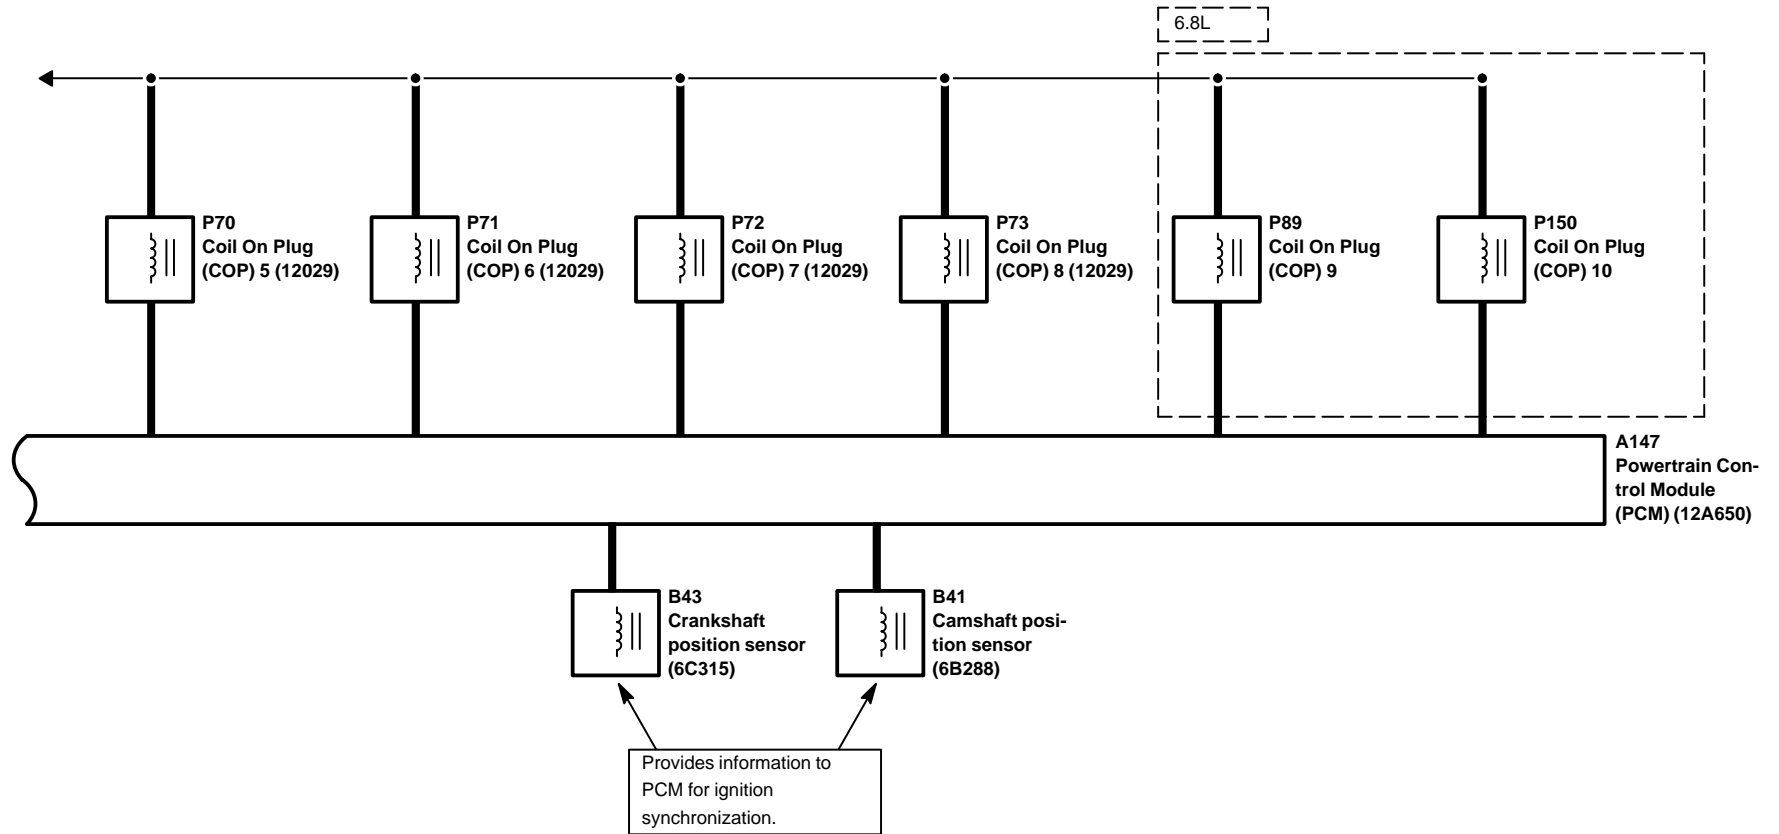 6.8L
P70
Coil On Plug
(COP) 5 (12029)
P71
Coil On Plug
(COP) 6 (12029)
P72
Coil On Plug
(COP) 7 (12029)
P73
Coil On Plug
(COP) 8 (12029)
P89
Coil On Plug
(COP) 9
P150
Coil On Plug
(COP) 10
A147
Powertrain Con-
trol Module
(PCM) (12A650)
B43
Crankshaft
position sensor
(6C315)
B41
Camshaft posi-
tion sensor
(6B288)
Provides information to
PCM for ignition
synchronization.